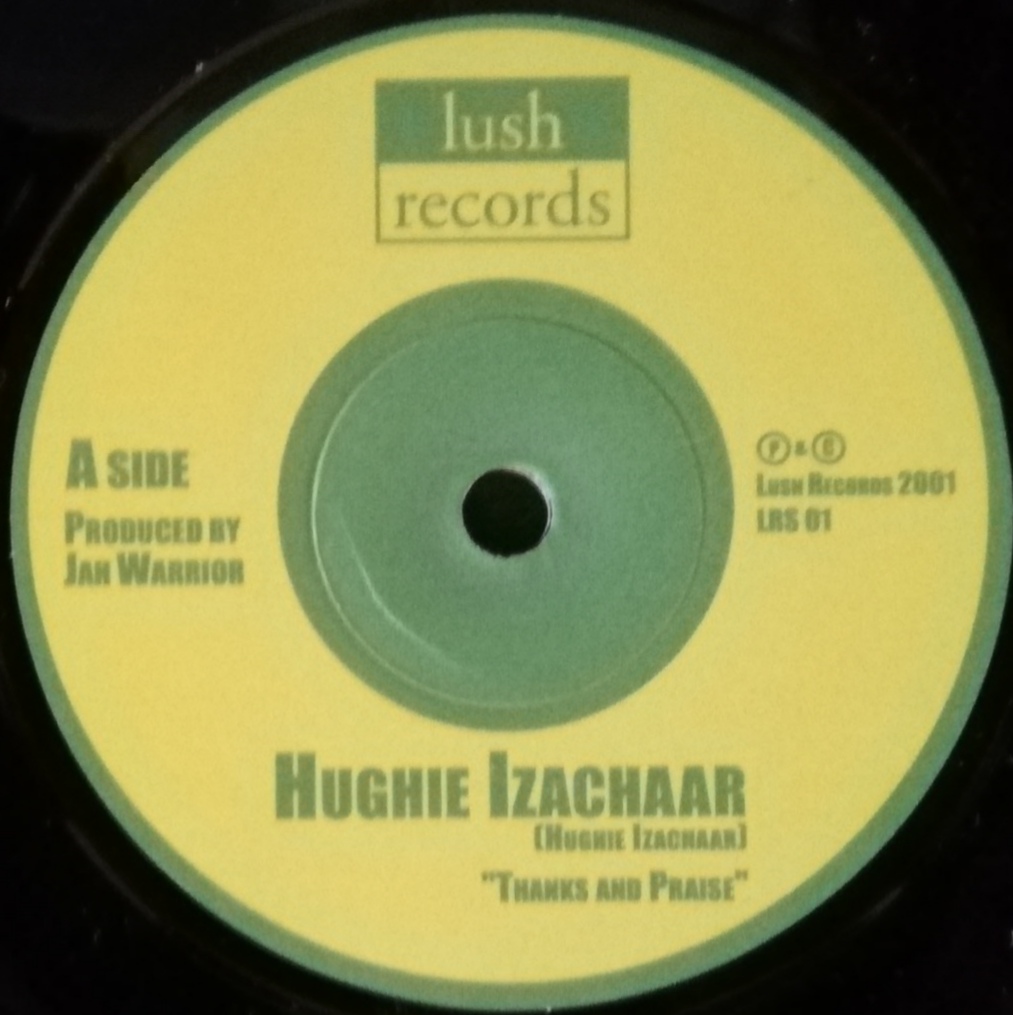 lush
records
A SIDE
PRODUCED BY
JAH WARRIOR
Ⓟ & ©
LUSH RECORDS 2001
LRS 01
HUGHIE IZACHAAR
(HUGHIE IZACHAAR)
"THANKS AND PRAISE"